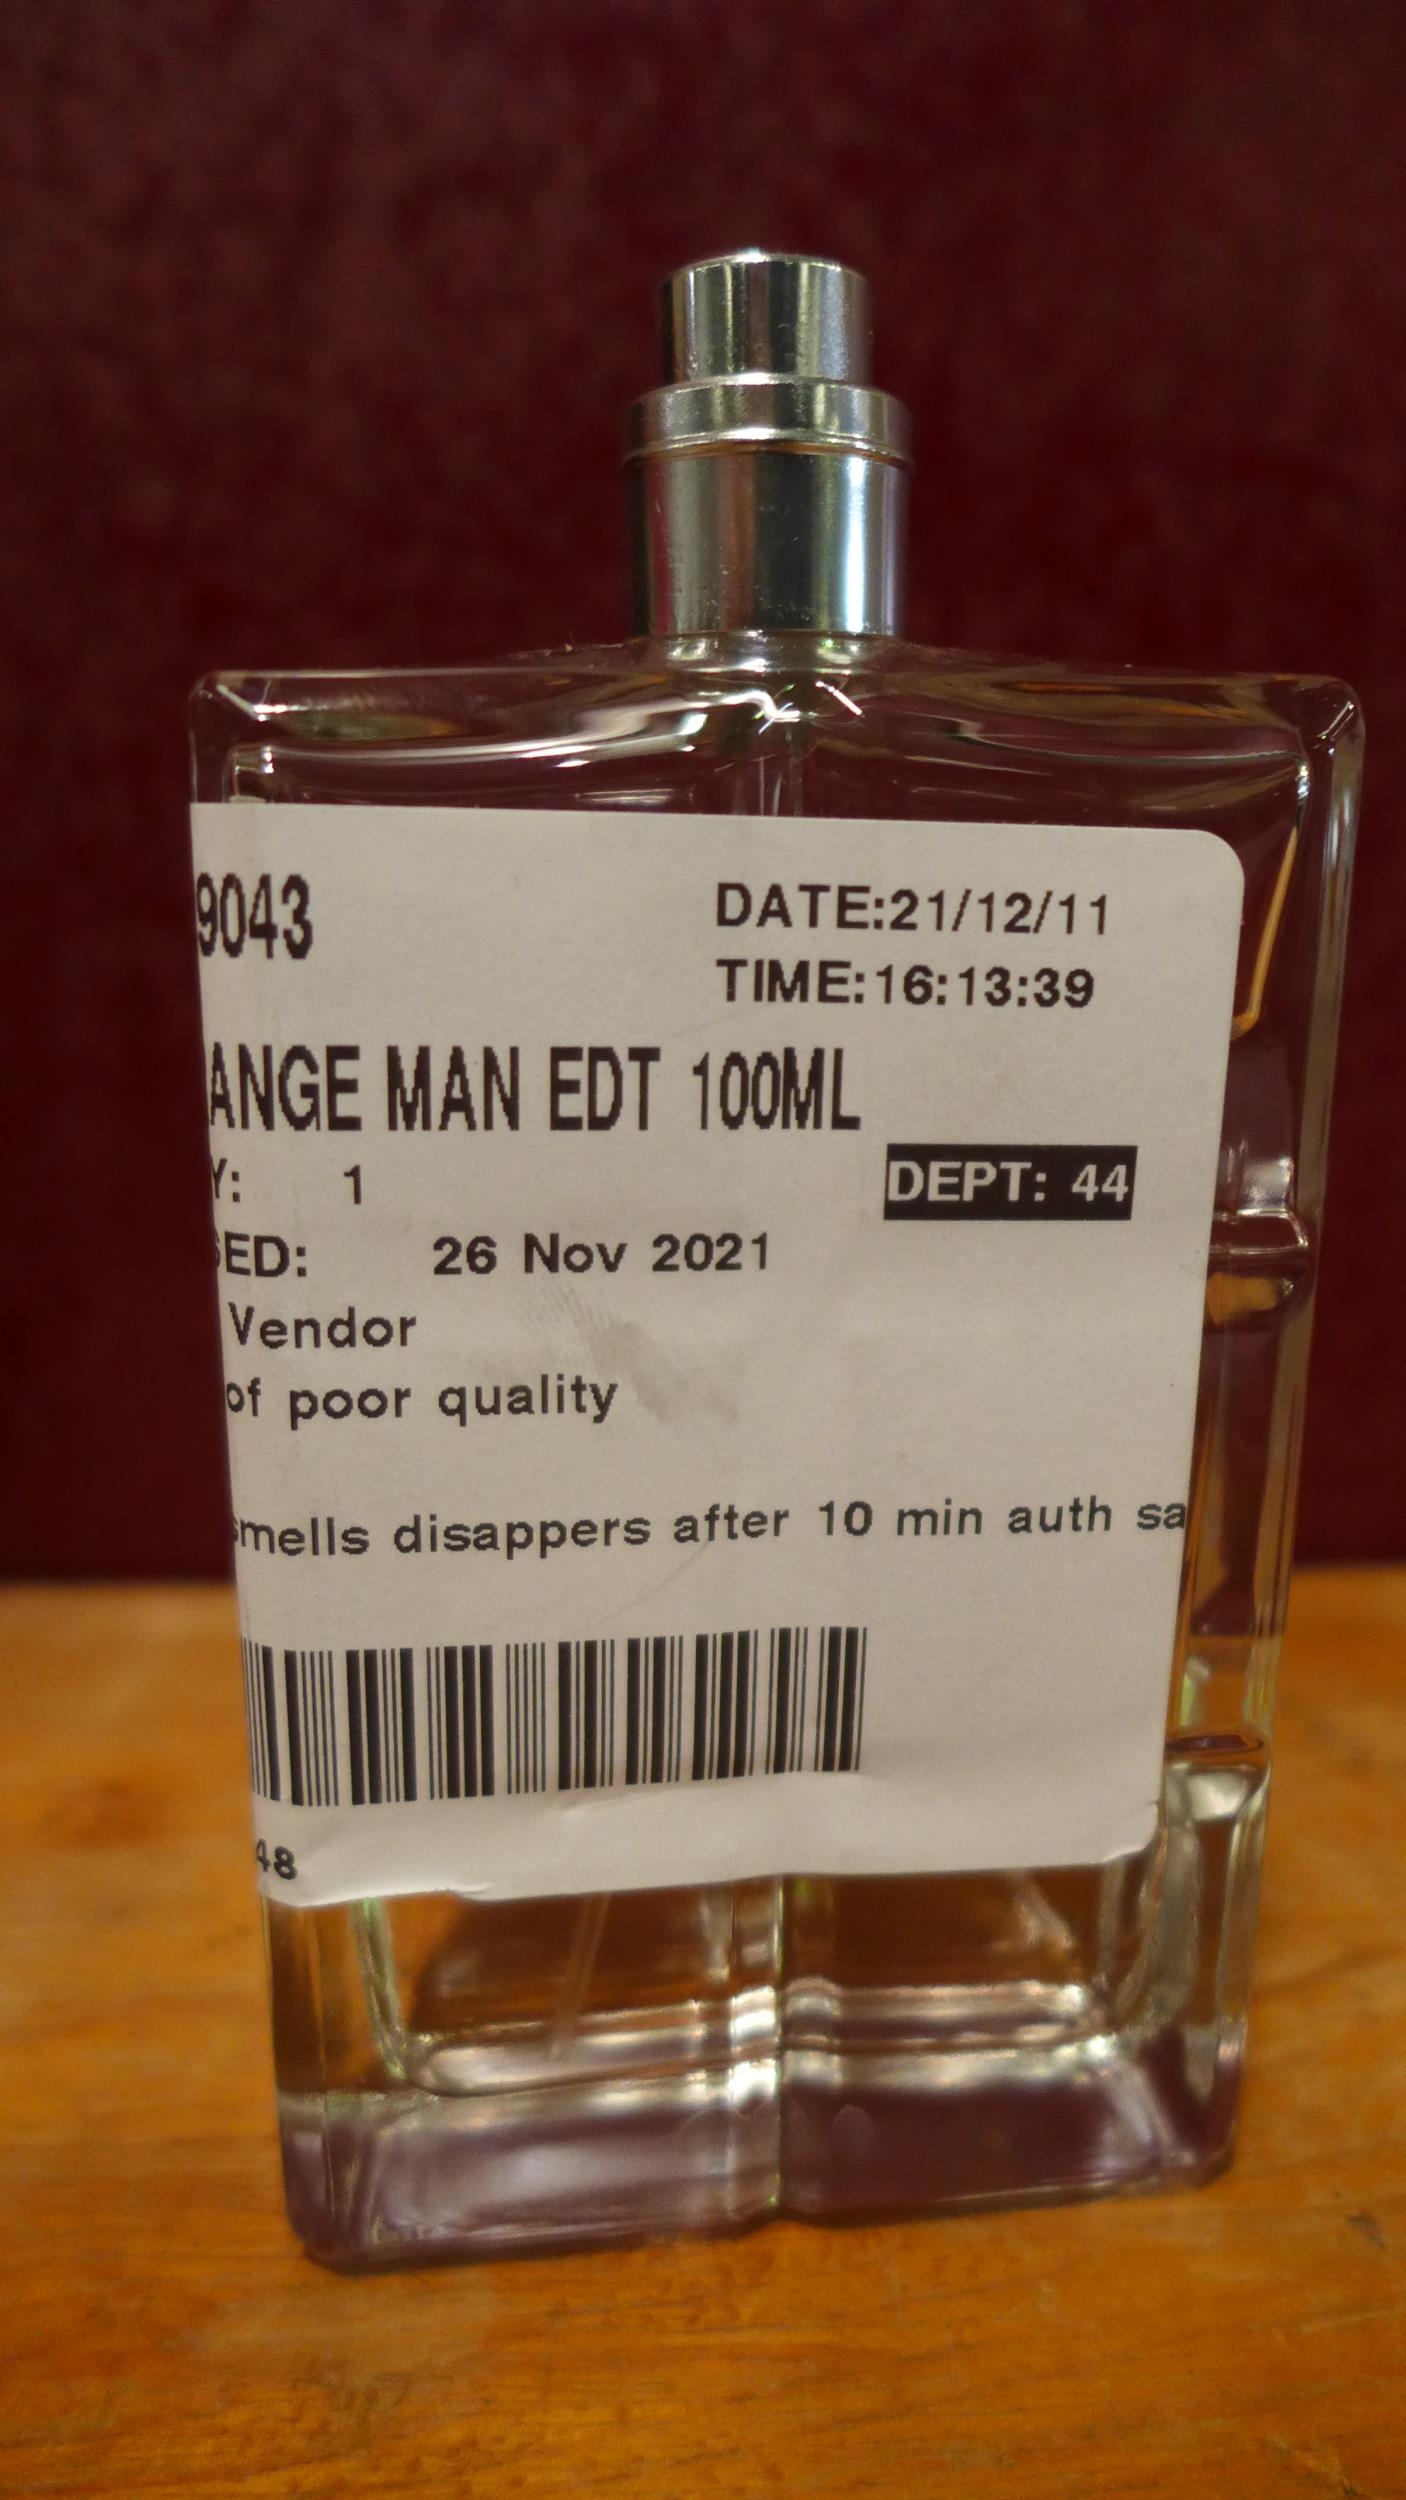 9043
DATE:21/12/11
TIME:16:13:39
ANGE MAN EDT 100ML
Y: 1
DEPT: 44
SED: 26 Nov 2021
Vendor
of poor quality
smells disappers after 10 min auth sa
48